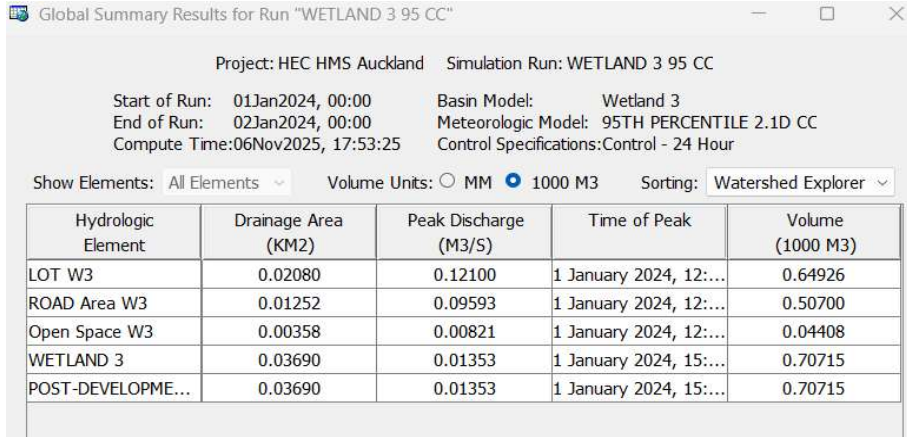 Global Summary Results for Run "WETLAND 3 95 CC"
Project: HEC HMS Auckland Simulation Run: WETLAND 3 95 CC
Start of Run: 01Jan2024, 00:00 Basin Model: Wetland 3
End of Run: 02Jan2024, 00:00 Meteorologic Model: 95TH PERCENTILE 2.1D CC
Compute Time:06Nov2025, 17:53:25 Control Specifications:Control - 24 Hour
Show Elements: All Elements Volume Units: MM 1000 M3 Sorting: Watershed Explorer
Hydrologic Drainage Area Peak Discharge Time of Peak Volume
Element (KM2) (M3/S) (1000 M3)
LOT W3 0.02080 0.12100 1 January 2024, 12:... 0.64926
ROAD Area W3 0.01252 0.09593 1 January 2024, 12:... 0.50700
Open Space W3 0.00358 0.00821 1 January 2024, 12:... 0.04408
WETLAND 3 0.03690 0.01353 1 January 2024, 15:... 0.70715
POST-DEVELOPME... 0.03690 0.01353 1 January 2024, 15:... 0.70715